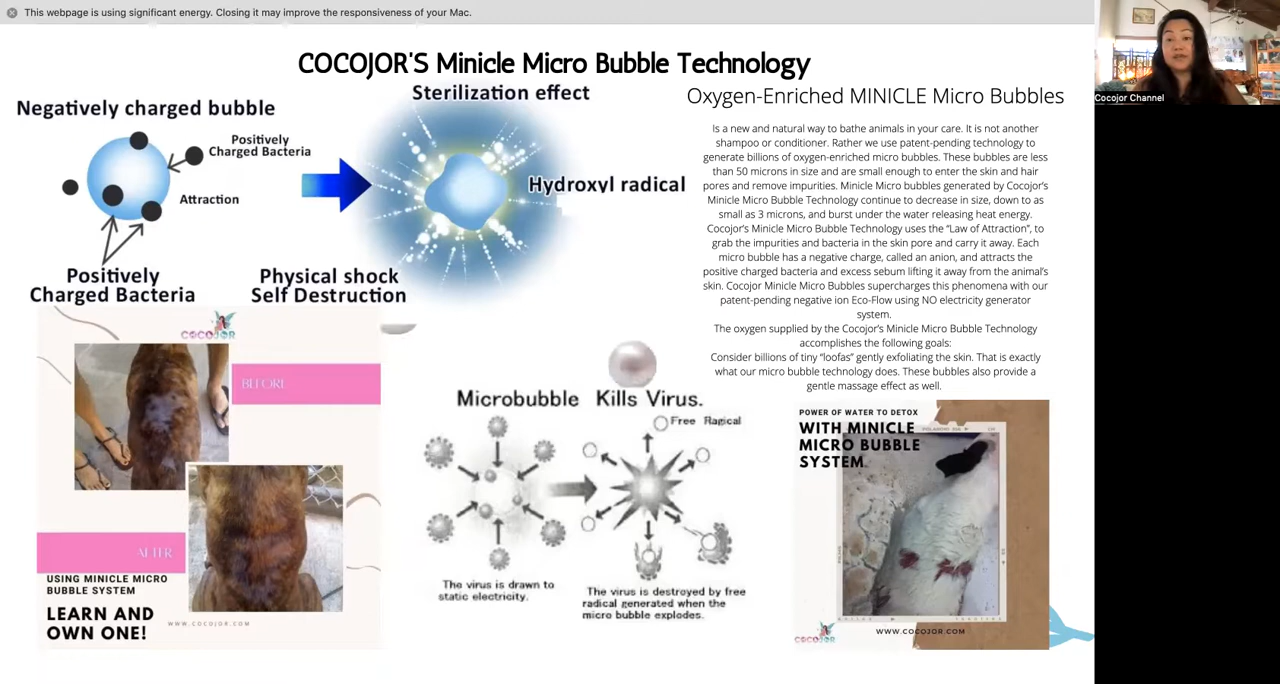 This webpage is using significant energy. Closing it may improve the responsiveness of your Mac.
COCOJOR'S Minicle Micro Bubble Technology
Negatively charged bubble
Positively
Charged Bacteria
Attraction
Positively
Charged Bacteria
Sterilization effect
Hydroxyl radical
Physical shock
Self Destruction
Oxygen-Enriched MINICLE Micro Bubbles
Is a new and natural way to bathe animals in your care. It is not another
shampoo or conditioner. Rather we use patent-pending technology to
generate billions of oxygen-enriched micro bubbles. These bubbles are less
than 50 microns in size and are small enough to enter the skin and hair
pores and remove impurities. Minicle Micro bubbles generated by Cocojor's
Minicle Micro Bubble Technology continue to decrease in size, down to as
small as 3 microns, and burst under the water releasing heat energy.
Cocojor's Minicle Micro Bubble Technology uses the "Law of Attraction", to
grab the impurities and bacteria in the skin pore and carry it away. Each
micro bubble has a negative charge, called an anion, and attracts the
positive charged bacteria and excess sebum lifting it away from the animal's
skin. Cocojor Minicle Micro Bubbles supercharges this phenomena with our
patent-pending negative ion Eco-Flow using NO electricity generator
system.
The oxygen supplied by the Cocojor's Minicle Micro Bubble Technology
accomplishes the following goals:
Consider billions of tiny "loofas" gently exfoliating the skin. That is exactly
what our micro bubble technology does. These bubbles also provide a
gentle massage effect as well.
COCOJOR
BEFORE
AFTER
USING MINICLE MICRO
BUBBLE SYSTEM
LEARN AND
OWN ONE!
WWW.COCOJOR.COM
Microbubble Kills Virus.
Free Ragical
The virus is drawn to
static electricity.
The virus is destroyed by free
radical generated when the
micro bubble explodes.
POWER OF WATER TO DETOX
WITH MINICLE
MICRO BUBBLE
SYSTEM
COCOJOR
WWW.COCOJOR.COM
Cocojor Channel